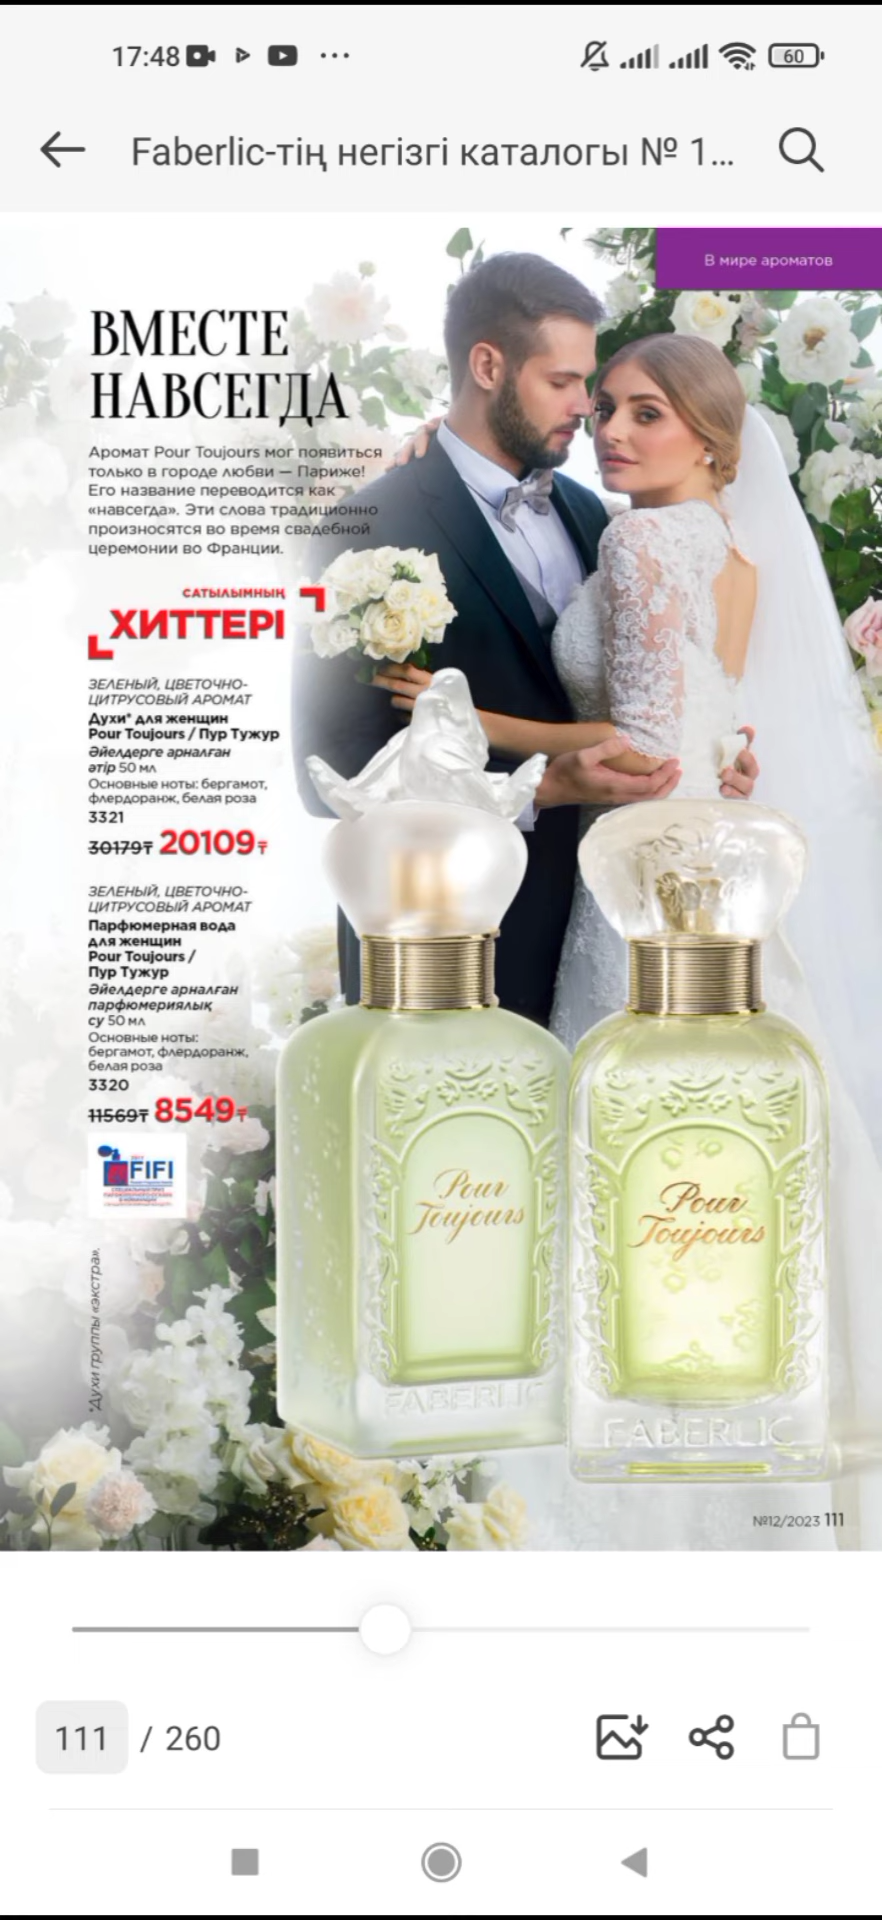 17:48
60
Faberlic-тің негізгі каталогы № 1...
В мире ароматов
ВМЕСТЕ
НАВСЕГДА
Аромат Pour Toujours мог появиться
только в городе любви — Париже!
Его название переводится как
«навсегда». Эти слова традиционно
произносятся во время свадебной
церемонии во Франции.
САТЫЛЫМНЫҢ
ХИТТЕРІ
ЗЕЛЕНЫЙ, ЦВЕТОЧНО-
ЦИТРУСОВЫЙ АРОМАТ
Духи* для женщин
Pour Toujours / Пур Тужур
Әйелдерге арналған
әтір 50 мл
Основные ноты: бергамот,
флердоранж, белая роза
3321
30179₸ 20109₸
ЗЕЛЕНЫЙ, ЦВЕТОЧНО-
ЦИТРУСОВЫЙ АРОМАТ
Парфюмерная вода
для женщин
Pour Toujours /
Пур Тужур
Әйелдерге арналған
парфюмериялық
су 50 мл
Основные ноты:
бергамот, флердоранж,
белая роза
3320
11569₸ 8549₸
FIFI
*Духи группы «экстра».
Pour
Toujours
FABERLIC
Pour
Toujours
FABERLIC
№12/2023 111
111 / 260